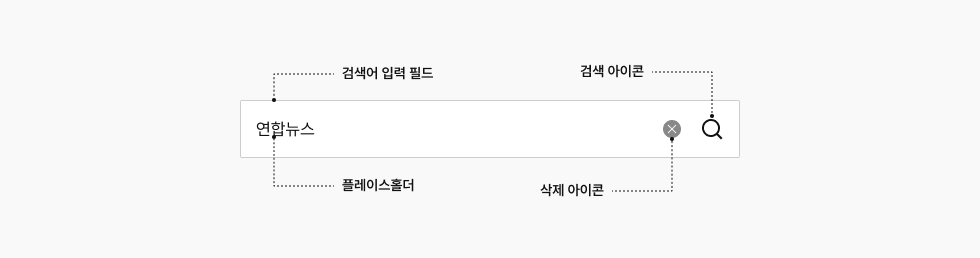 검색어 입력 필드
검색 아이콘
연합뉴스
플레이스홀더
삭제 아이콘